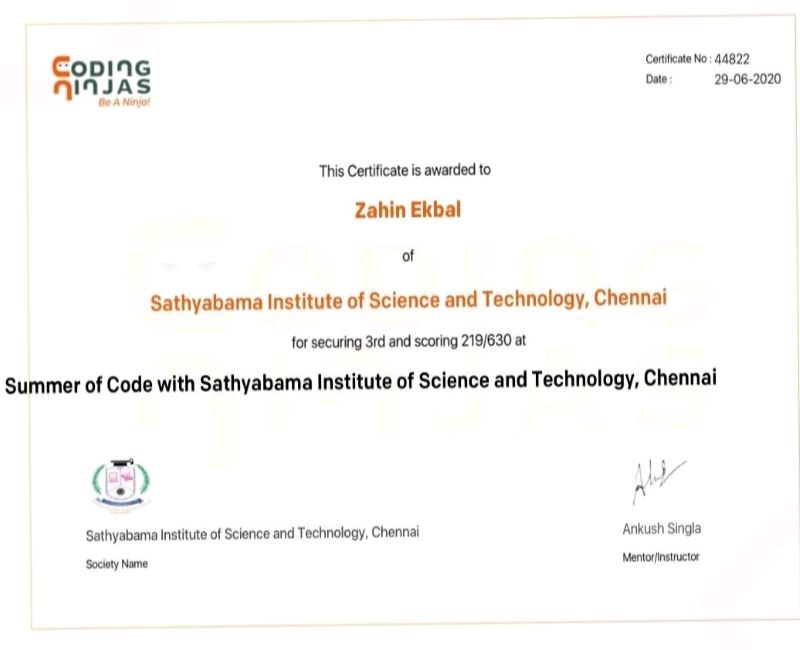 CODING
NINJAS
Be A Ninja!
Certificate No : 44822
Date : 29-06-2020
This Certificate is awarded to
Zahin Ekbal
of
Sathyabama Institute of Science and Technology, Chennai
for securing 3rd and scoring 219/630 at
Summer of Code with Sathyabama Institute of Science and Technology, Chennai
Sathyabama Institute of Science and Technology, Chennai
Society Name
Ankush Singla
Mentor/Instructor